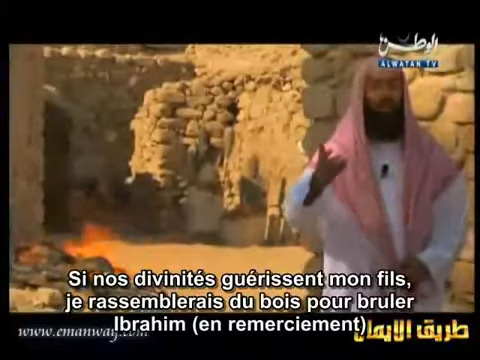 الوطن
ALWATAN TV
Si nos divinités guérissent mon fils,
je rassemblerais du bois pour bruler
Ibrahim (en remerciement)
www.emanway.com
طريق الايمان